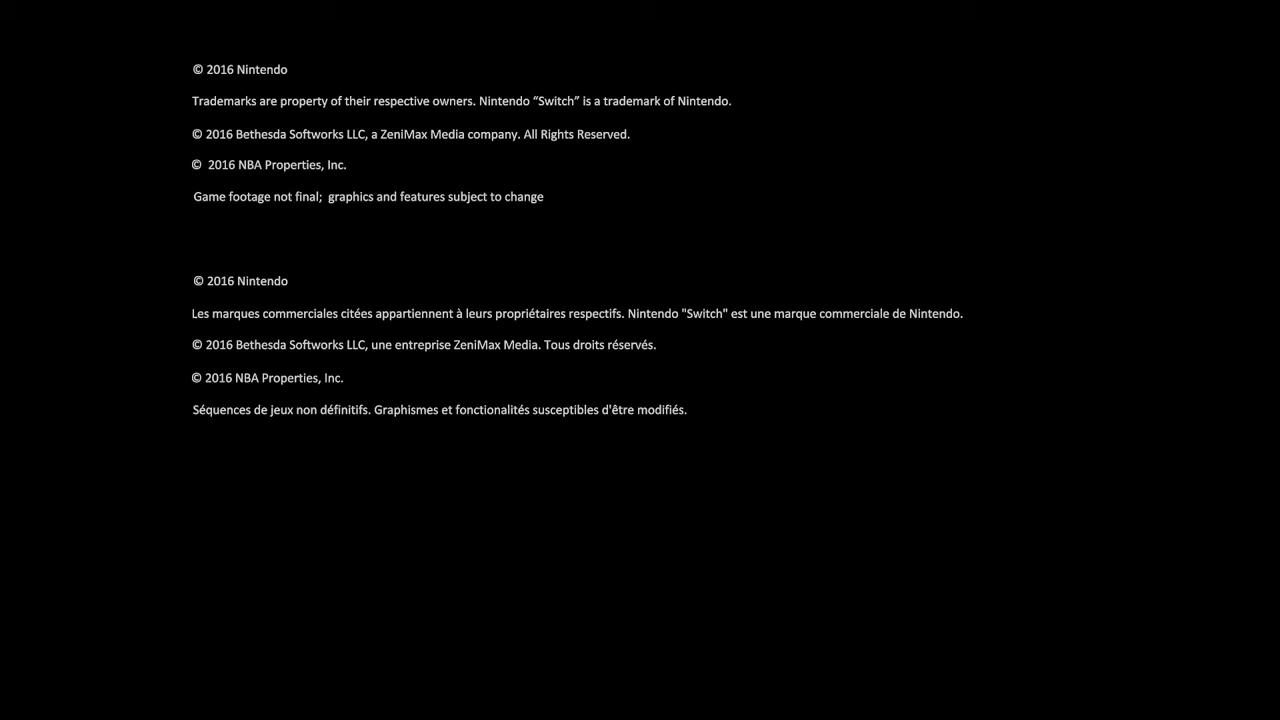 © 2016 Nintendo
Trademarks are property of their respective owners. Nintendo “Switch” is a trademark of Nintendo.
© 2016 Bethesda Softworks LLC, a ZeniMax Media company. All Rights Reserved.
© 2016 NBA Properties, Inc.
Game footage not final; graphics and features subject to change
© 2016 Nintendo
Les marques commerciales citées appartiennent à leurs propriétaires respectifs. Nintendo "Switch" est une marque commerciale de Nintendo.
© 2016 Bethesda Softworks LLC, une entreprise ZeniMax Media. Tous droits réservés.
© 2016 NBA Properties, Inc.
Séquences de jeux non définitifs. Graphismes et fonctionalités susceptibles d'être modifiés.